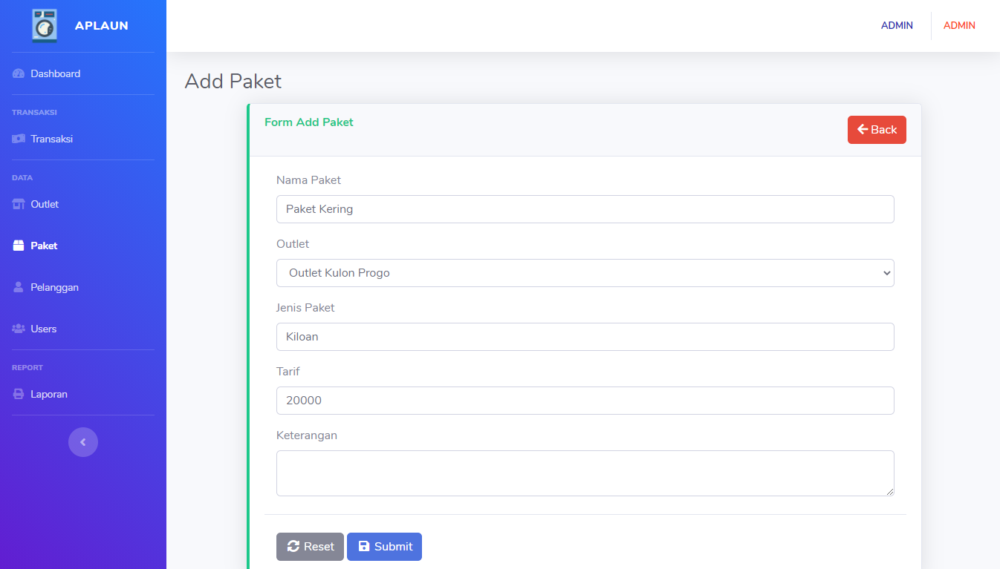 APLAUN
ADMIN
ADMIN
Dashboard
TRANSAKSI
Transaksi
DATA
Outlet
Paket
Pelanggan
Users
REPORT
Laporan
Add Paket
Form Add Paket
Back
Nama Paket
Paket Kering
Outlet
Outlet Kulon Progo
Jenis Paket
Kiloan
Tarif
20000
Keterangan
Reset
Submit